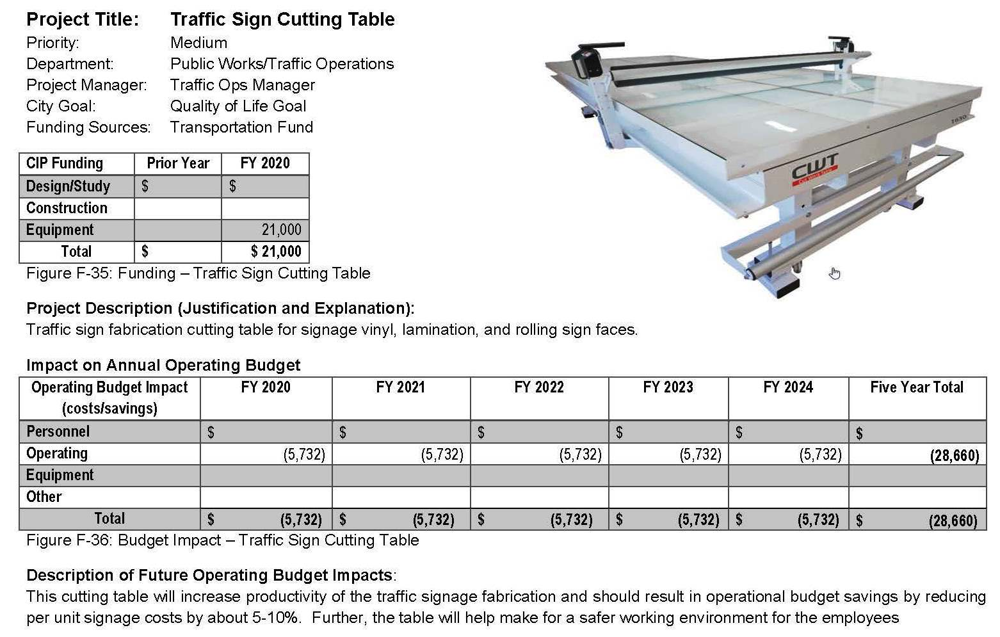 Project Title: Traffic Sign Cutting Table
Priority: Medium
Department: Public Works/Traffic Operations
Project Manager: Traffic Ops Manager
City Goal: Quality of Life Goal
Funding Sources: Transportation Fund
1630
CWT
Cut Work Table
CIP Funding Prior Year FY 2020
Design/Study $ $
Construction
Equipment 21,000
Total $ $ 21,000
Figure F-35: Funding – Traffic Sign Cutting Table
Project Description (Justification and Explanation):
Traffic sign fabrication cutting table for signage vinyl, lamination, and rolling sign faces.
Impact on Annual Operating Budget
Operating Budget Impact FY 2020 FY 2021 FY 2022 FY 2023 FY 2024 Five Year Total
(costs/savings)
Personnel $ $ $ $ $ $
Operating (5,732) (5,732) (5,732) (5,732) (5,732) (28,660)
Equipment
Other
Total $ (5,732) $ (5,732) $ (5,732) $ (5,732) $ (5,732) $ (28,660)
Figure F-36: Budget Impact – Traffic Sign Cutting Table
Description of Future Operating Budget Impacts:
This cutting table will increase productivity of the traffic signage fabrication and should result in operational budget savings by reducing
per unit signage costs by about 5-10%. Further, the table will help make for a safer working environment for the employees